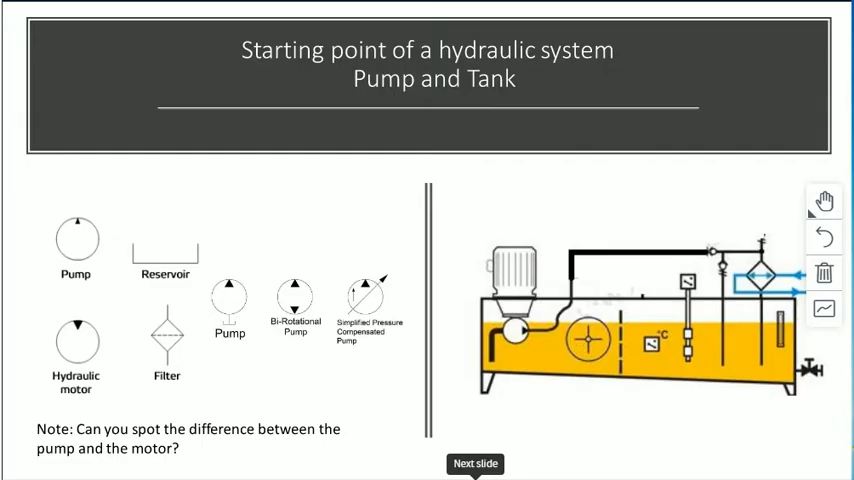 Starting point of a hydraulic system
Pump and Tank
Pump
Reservoir
Pump
Bi-Rotational
Pump
Simplified Pressure
Compensated
Pump
Hydraulic
motor
Filter
°C
Note: Can you spot the difference between the
pump and the motor?
Next slide